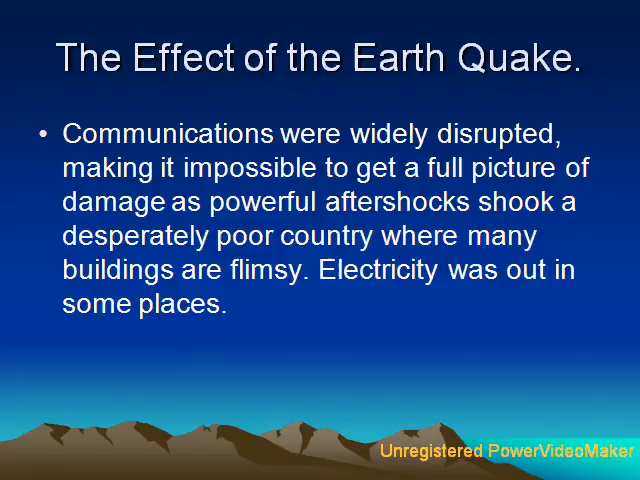 The Effect of the Earth Quake.
• Communications were widely disrupted,
making it impossible to get a full picture of
damage as powerful aftershocks shook a
desperately poor country where many
buildings are flimsy. Electricity was out in
some places.
Unregistered PowerVideoMaker